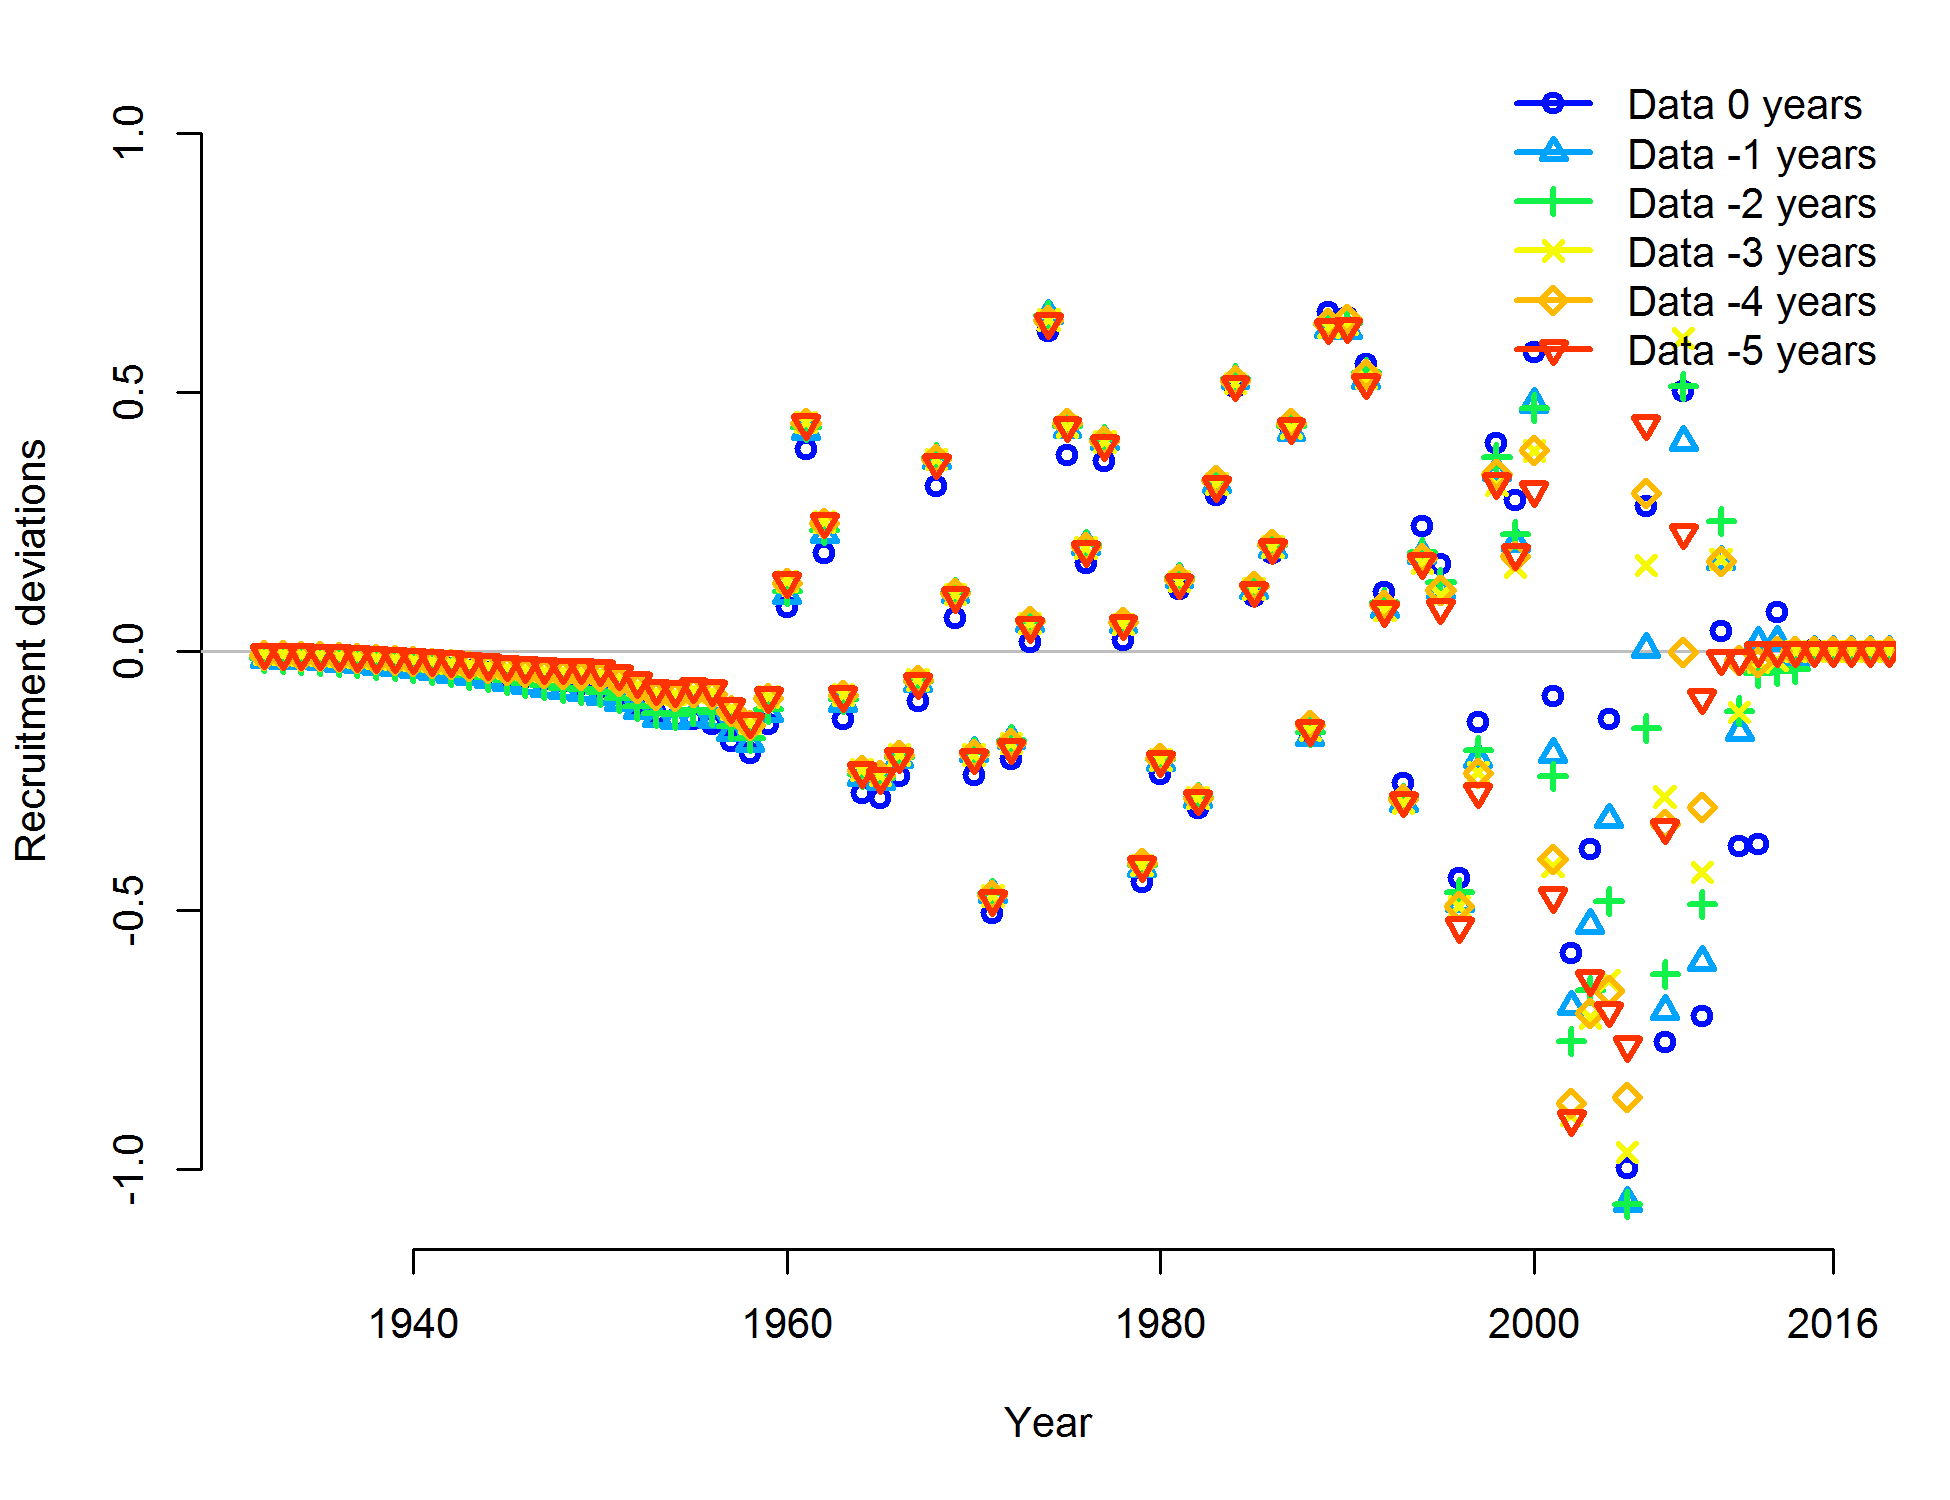 Data 0 years
Data -1 years
Data -2 years
Data -3 years
Data -4 years
Data -5 years
1.0
0.5
0.0
-0.5
-1.0
Recruitment deviations
1940 1960 1980 2000 2016
Year